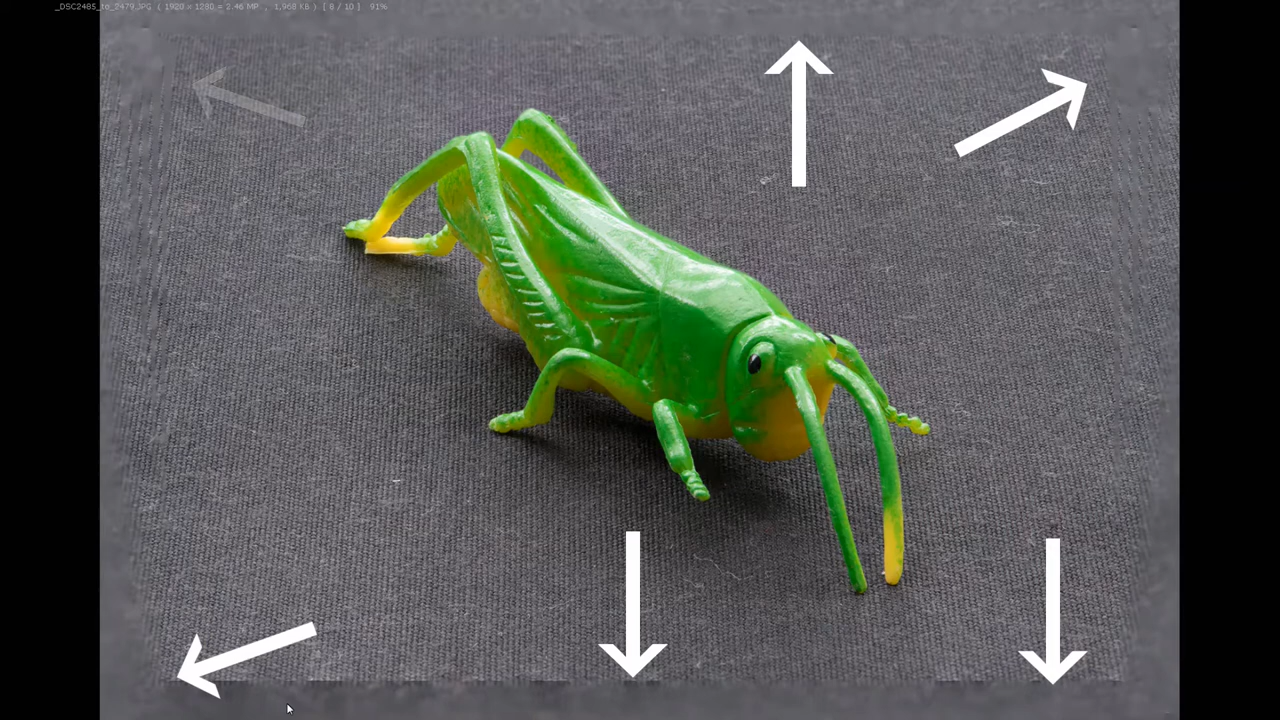 _DSC2485_to_2479.JPG ( 1920 x 1280 = 2.46 MP , 1,968 KB ) [ 8 / 10 ] 91%